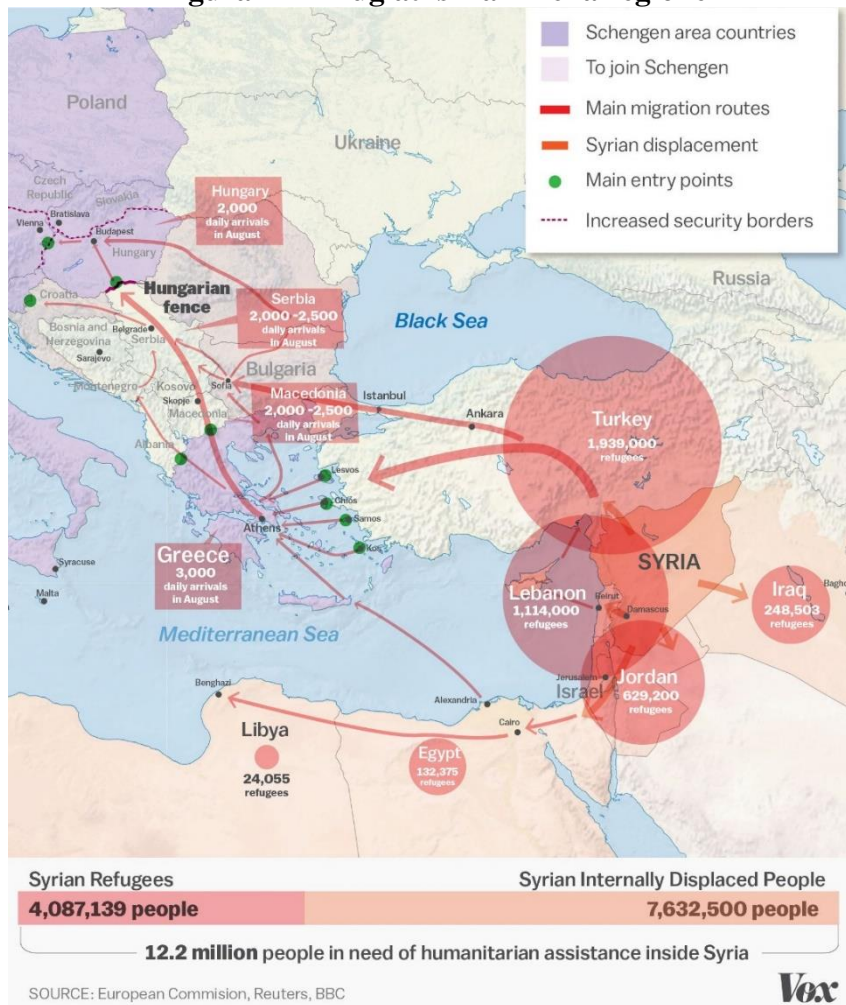 Schengen area countries
To join Schengen
Main migration routes
Syrian displacement
Main entry points
Increased security borders
Poland
Ukraine
Czech
Republic
Slovakia
Vienna
Bratislava
Budapest
Hungary
Hungary
2,000
daily arrivals
in August
Russia
Croatia
Hungarian
fence
Serbia
2,000 -2,500
daily arrivals
in August
Black Sea
Bosnia and
Herzegovina
Belgrade
Serbia
Sarajevo
Bulgaria
Montenegro
Kosovo
Sofia
Skopje
Macedonia
Macedonia
2,000 -2,500
daily arrivals
in August
Istanbul
Ankara
Turkey
1,939,000
refugees
Albania
Lesvos
Chios
Samos
Kos
Athens
Greece
3,000
daily arrivals
in August
Syracuse
Malta
SYRIA
Lebanon
1,114,000
refugees
Beirut
Damascus
Iraq
248,503
refugees
Mediterranean Sea
Jerusalem
Israel
Jordan
629,200
refugees
Benghazi
Alexandria
Cairo
Libya
24,055
refugees
Egypt
132,375
refugees
Syrian Refugees
Syrian Internally Displaced People
4,087,139 people
7,632,500 people
12.2 million people in need of humanitarian assistance inside Syria
SOURCE: European Commision, Reuters, BBC
Vox